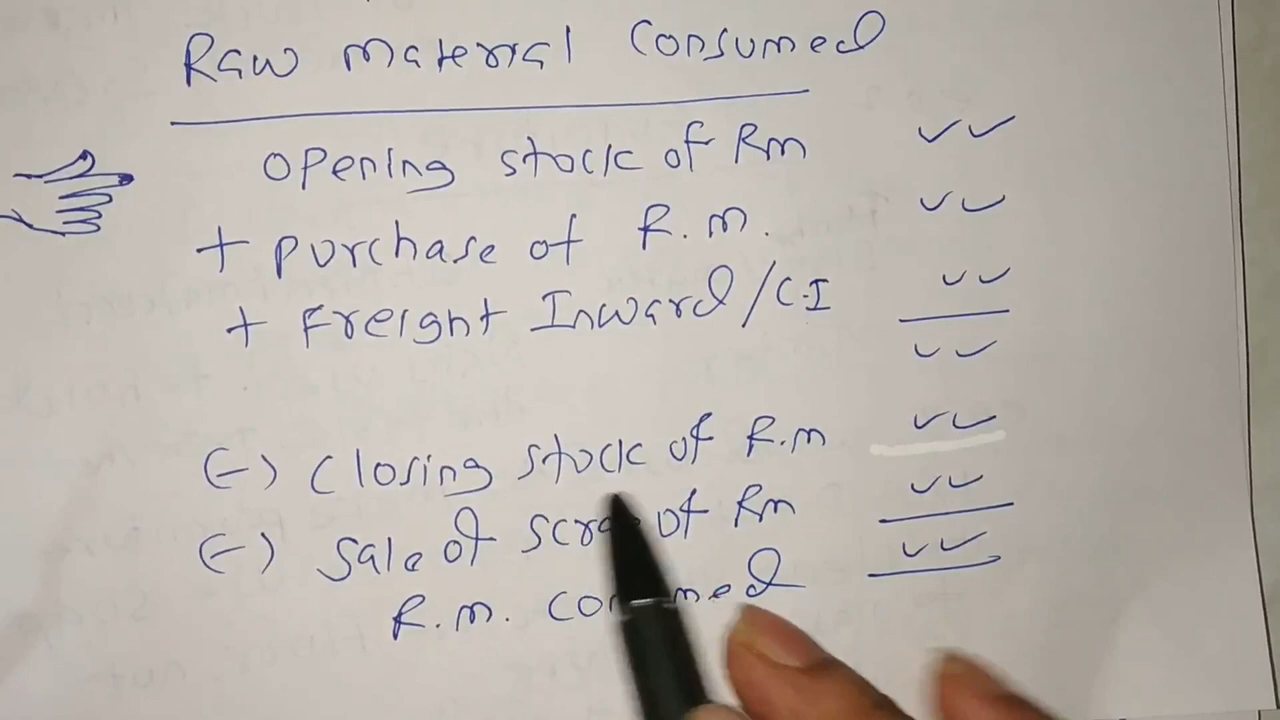 Raw material Consumed
opening stock of Rm ✓✓
+ purchase of R.m. ✓✓
+ Freight Inward/C.I ✓✓
✓✓
(-) closing stock of R.m ✓✓
(-) sale of of Rm ✓✓
R.m. ✓✓